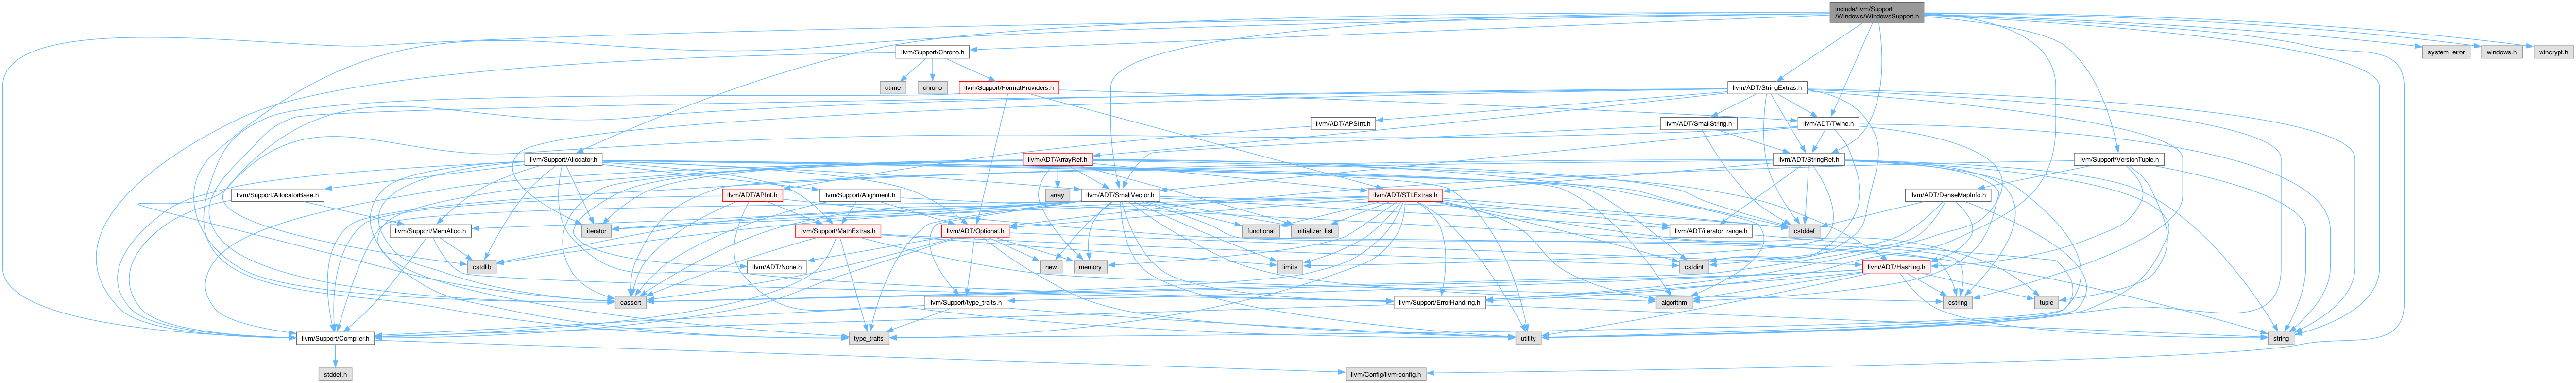 include/llvm/Support
/Windows/WindowsSupport.h
llvm/Support/Chrono.h
system_error
windows.h
wincrypt.h
ctime
chrono
llvm/Support/FormatProviders.h
llvm/ADT/StringExtras.h
llvm/ADT/APSInt.h
llvm/ADT/SmallString.h
llvm/ADT/Twine.h
llvm/Support/Allocator.h
llvm/ADT/ArrayRef.h
llvm/ADT/StringRef.h
llvm/Support/VersionTuple.h
llvm/Support/AllocatorBase.h
llvm/ADT/APInt.h
llvm/Support/Alignment.h
array
llvm/ADT/SmallVector.h
llvm/ADT/STLExtras.h
llvm/ADT/DenseMapInfo.h
llvm/Support/MemAlloc.h
iterator
llvm/Support/MathExtras.h
llvm/ADT/Optional.h
functional
initializer_list
llvm/ADT/iterator_range.h
cstddef
cstdlib
llvm/ADT/None.h
new
memory
limits
cstdint
llvm/ADT/Hashing.h
cassert
llvm/Support/type_traits.h
llvm/Support/ErrorHandling.h
algorithm
cstring
tuple
llvm/Support/Compiler.h
type_traits
utility
string
stddef.h
llvm/Config/llvm-config.h